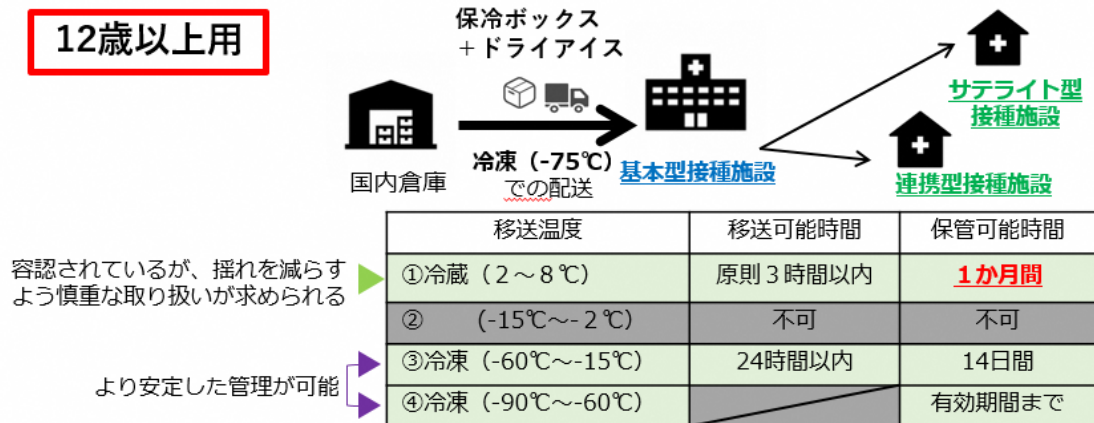 12歳以上用
保冷ボックス
+ドライアイス
サテライト型
接種施設
国内倉庫
冷凍（-75℃）
での配送
基本型接種施設
連携型接種施設
移送温度 移送可能時間 保管可能時間
容認されているが、揺れを減らす
よう慎重な取り扱いが求められる
①冷蔵（2～8℃） 原則3時間以内 1か月間
② (-15℃～-2℃) 不可 不可
より安定した管理が可能
③冷凍（-60℃～-15℃） 24時間以内 14日間
④冷凍（-90℃～-60℃） 有効期間まで